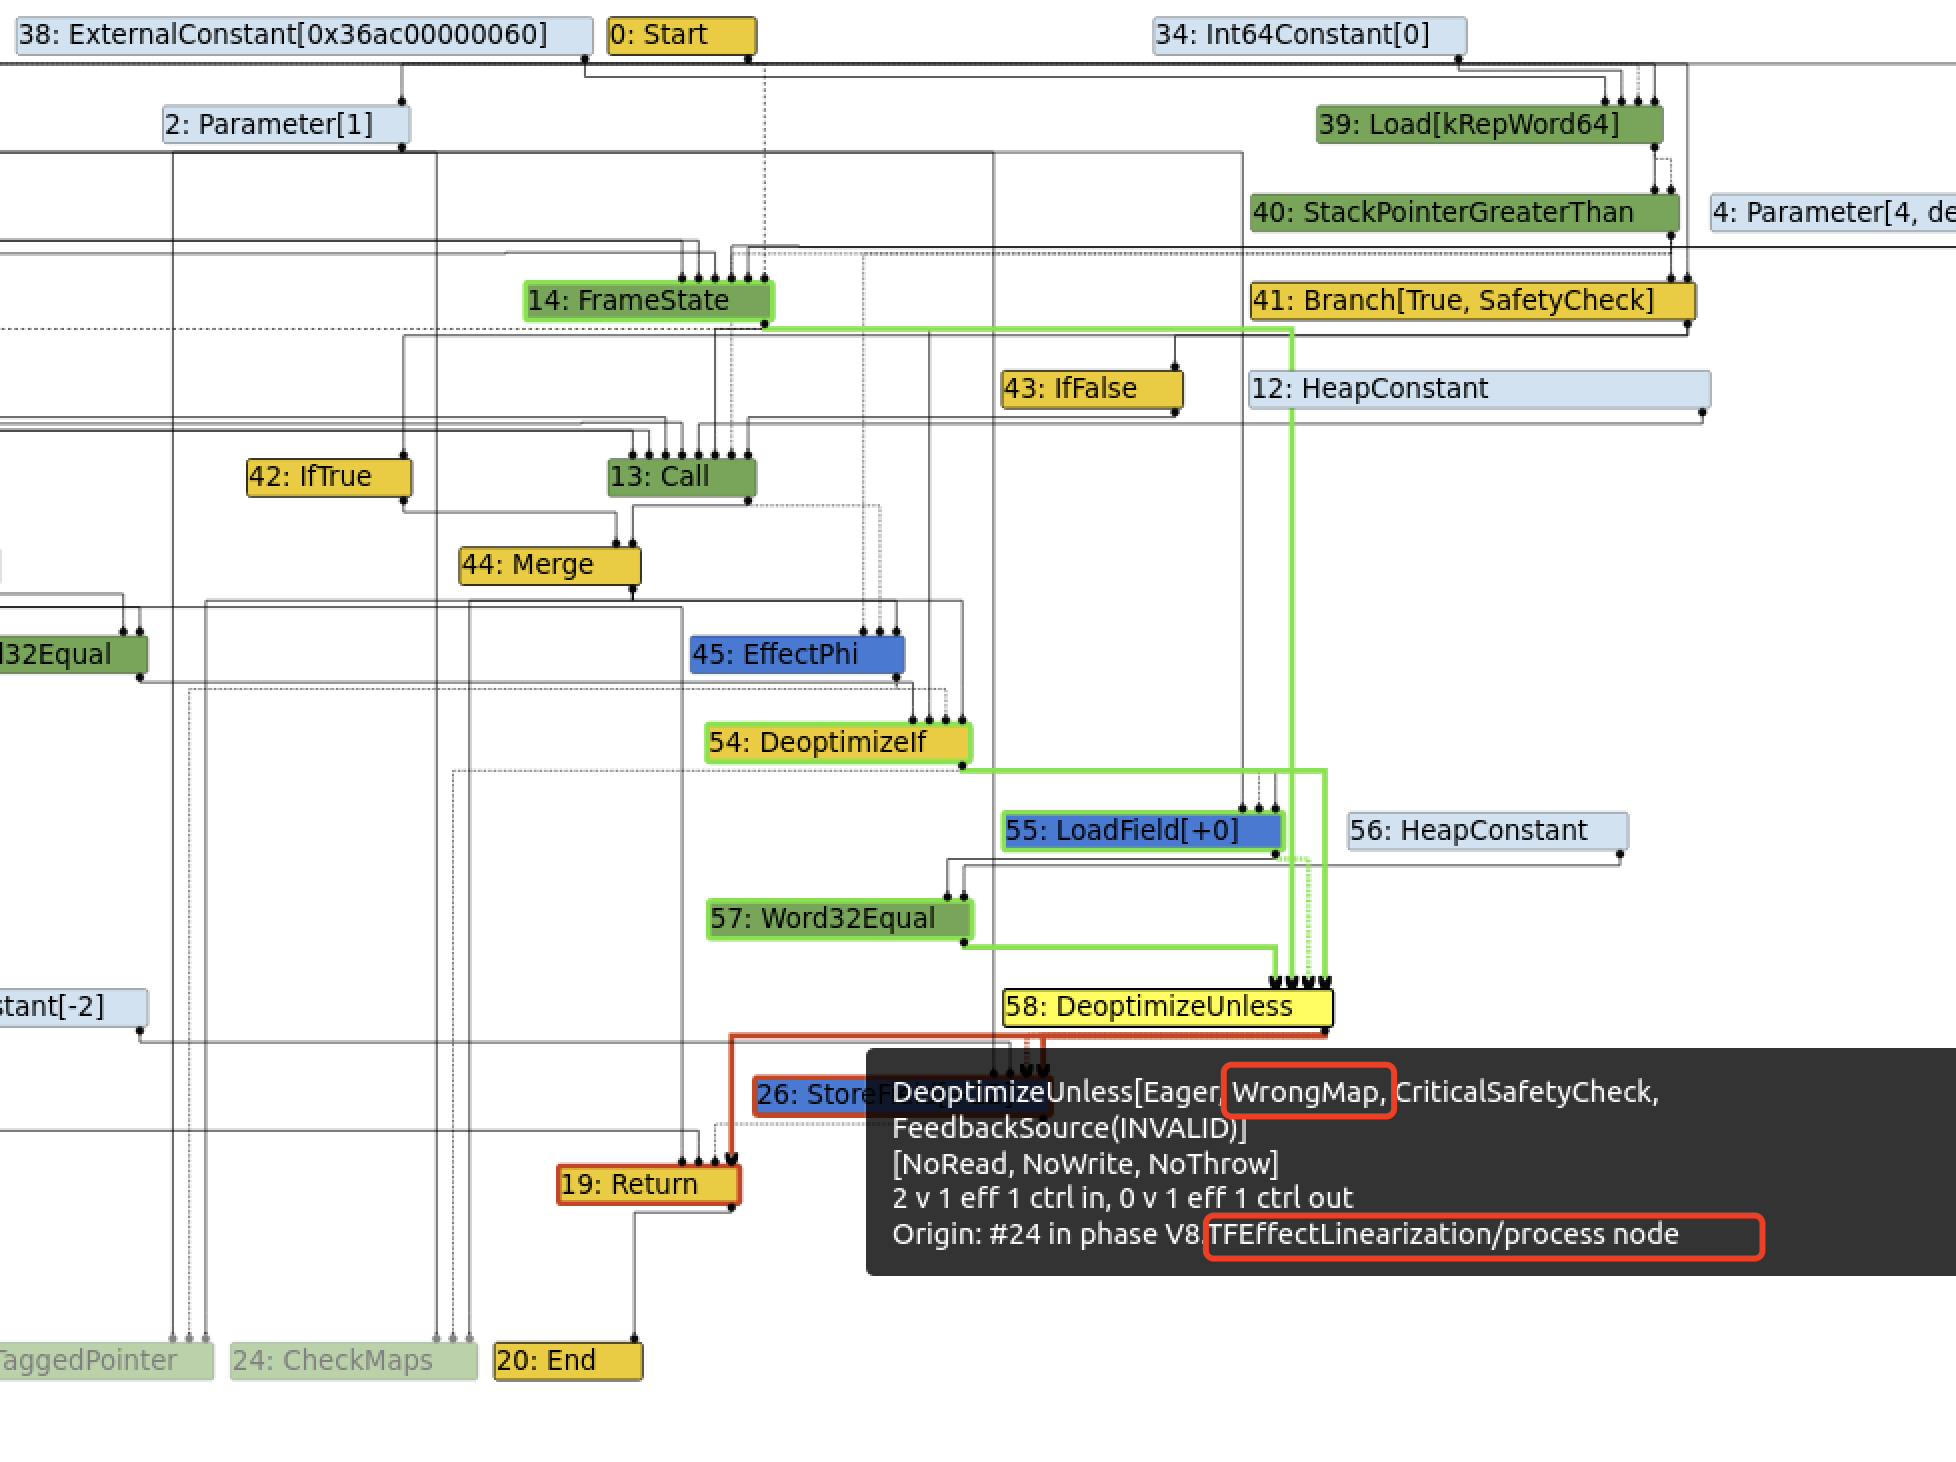 38: ExternalConstant[0x36ac00000060]
0: Start
34: Int64Constant[0]
2: Parameter[1]
39: Load[kRepWord64]
40: StackPointerGreaterThan
4: Parameter[4, de
14: FrameState
41: Branch[True, SafetyCheck]
43: IfFalse
12: HeapConstant
42: IfTrue
13: Call
44: Merge
32Equal
45: EffectPhi
54: DeoptimizeIf
55: LoadField[+0]
56: HeapConstant
57: Word32Equal
stant[-2]
58: DeoptimizeUnless
26: StoreF
DeoptimizeUnless[Eager, WrongMap, CriticalSafetyCheck,
FeedbackSource(INVALID)]
[NoRead, NoWrite, NoThrow]
2 v 1 eff 1 ctrl in, 0 v 1 eff 1 ctrl out
Origin: #24 in phase V8.TFEffectLinearization/process node
19: Return
TaggedPointer
24: CheckMaps
20: End